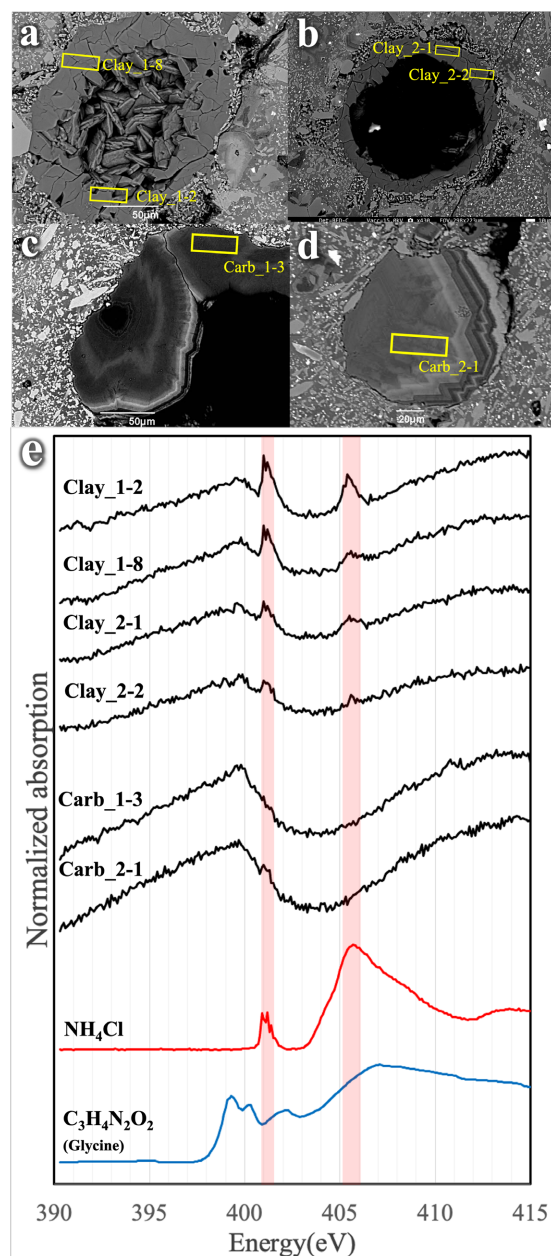 a
Clay_1-8
Clay_1-2
50μm
b
Clay_2-1
Clay_2-2
c
Carb_1-3
50μm
d
Carb_2-1
20μm
e
Clay_1-2
Clay_1-8
Clay_2-1
Clay_2-2
Carb_1-3
Carb_2-1
NH₄Cl
C₃H₄N₂O₂
(Glycine)
Normalized absorption
390 395 400 405 410 415
Energy(eV)